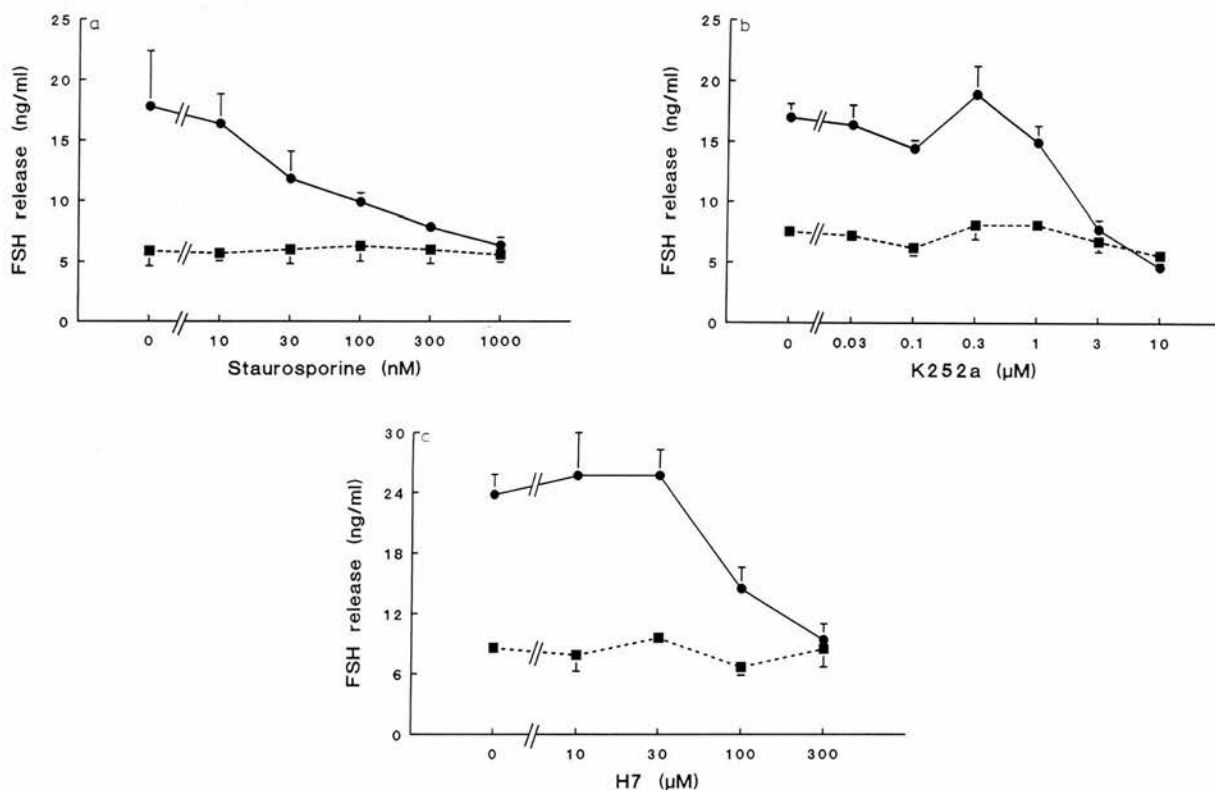 a
FSH release (ng/ml)
25
20
15
10
5
0
0 10 30 100 300 1000
Staurosporine (nM)
b
FSH release (ng/ml)
25
20
15
10
5
0
0 0.03 0.1 0.3 1 3 10
K252a (µM)
c
FSH release (ng/ml)
30
24
18
12
6
0
0 10 30 100 300
H7 (µM)